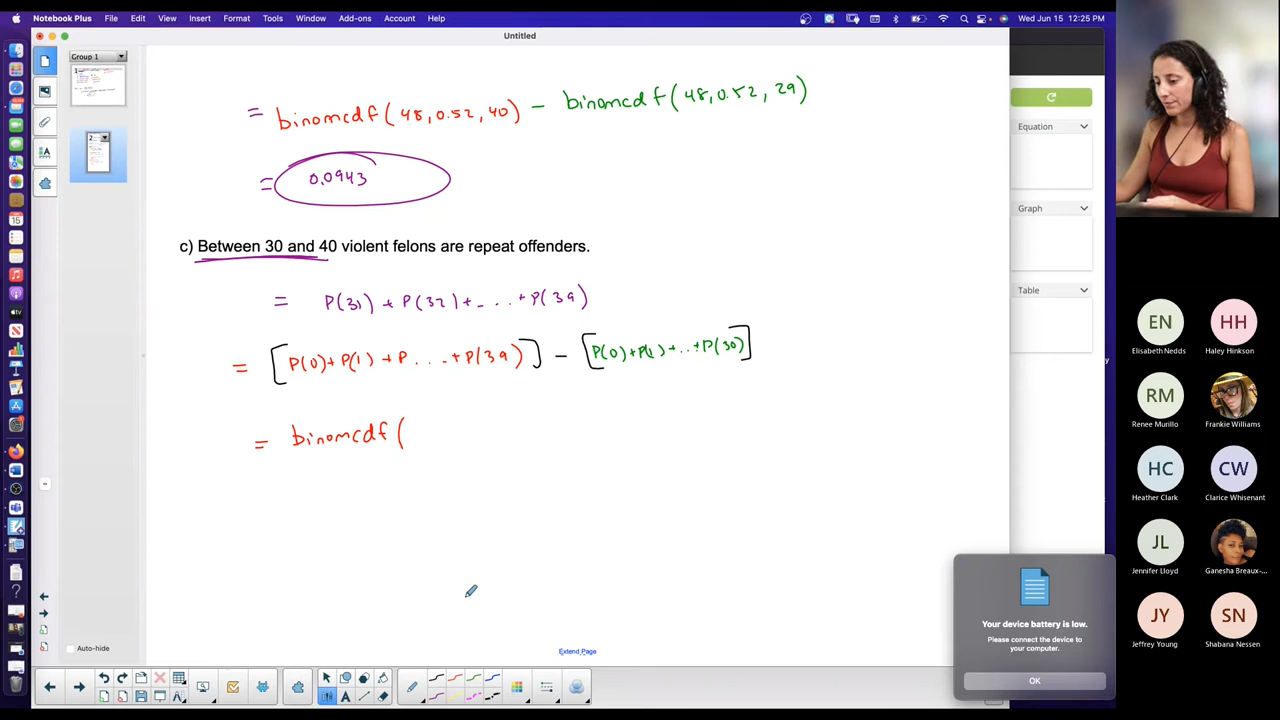 Notebook Plus File Edit View Insert Format Tools Window Add-ons Account Help
Wed Jun 15 12:25 PM
Untitled
Group 1
= binomcdf(48,0.52,40) - binomcdf(48,0.52,29)
= 0.0943
c) Between 30 and 40 violent felons are repeat offenders.
= P(31) + P(32) + ... + P(39)
= [P(0)+P(1) + P ... +P(39)] - [P(0)+P(1)+...+P(30)]
= binomcdf(
Equation
Graph
Table
EN
HH
Elisabeth Nedds
Haley Hinkson
RM
Renee Murillo
Frankie Williams
HC
CW
Heather Clark
Clarice Whisenant
JL
Jennifer Lloyd
Ganesha Breaux-...
JY
SN
Jeffrey Young
Shabana Nessen
Your device battery is low.
Please connect the device to
your computer.
OK
Auto-hide
Extend Page